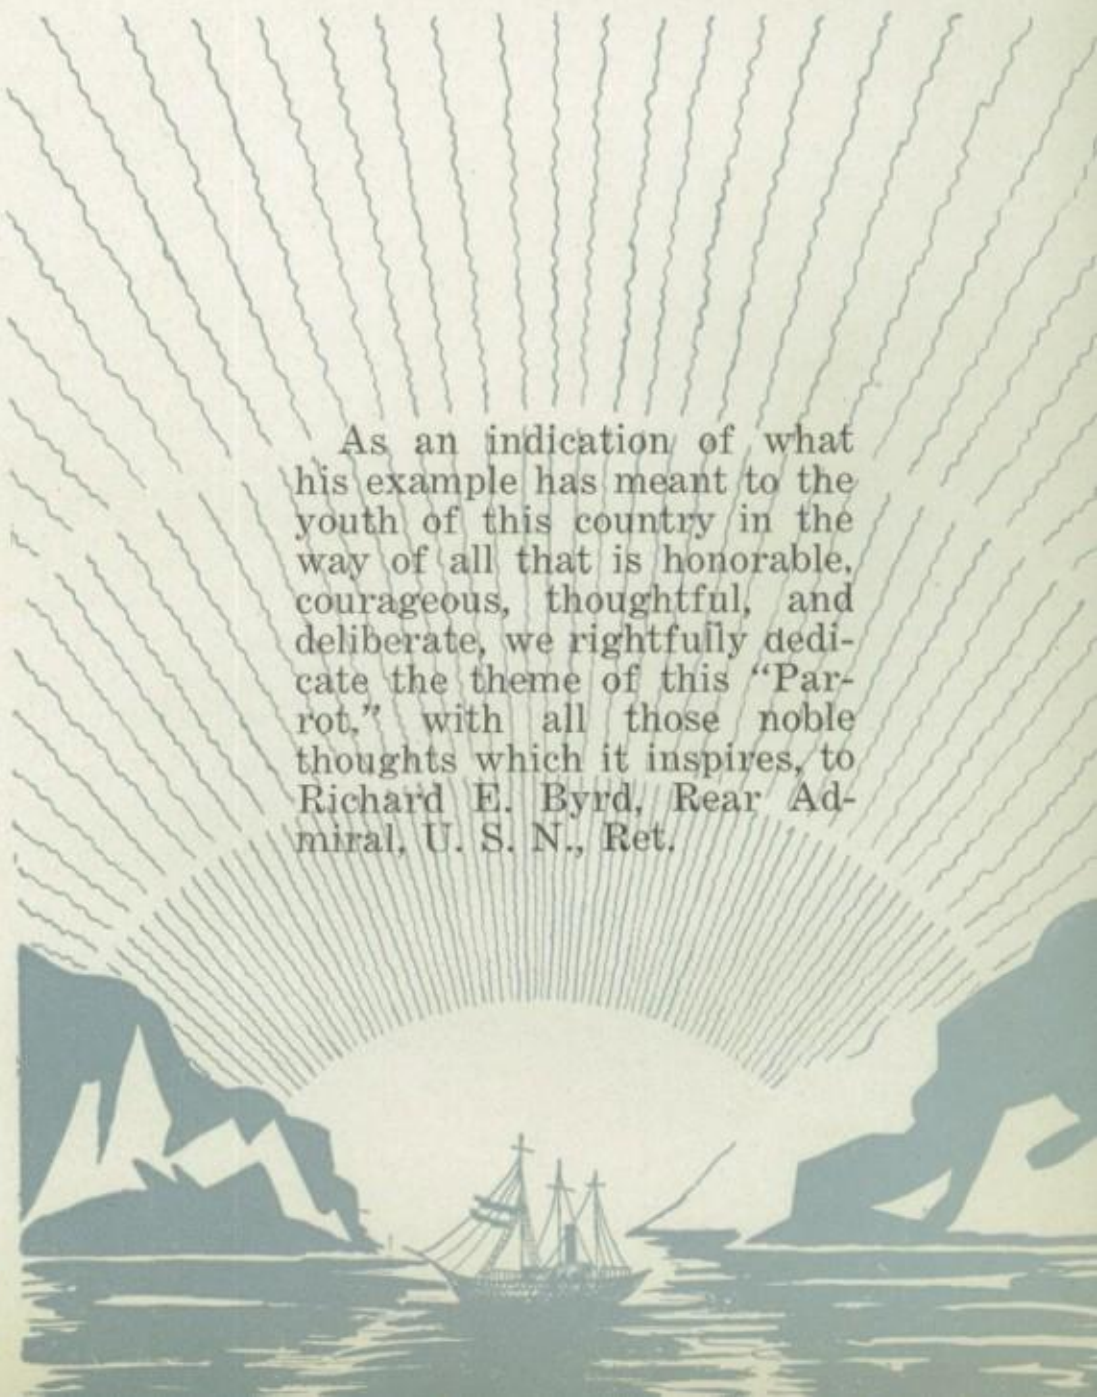 As an indication of what
his example has meant to the
youth of this country in the
way of all that is honorable,
courageous, thoughtful, and
deliberate, we rightfully dedi-
cate the theme of this “Par-
rot,” with all those noble
thoughts which it inspires, to
Richard E. Byrd, Rear Ad-
miral, U. S. N., Ret.